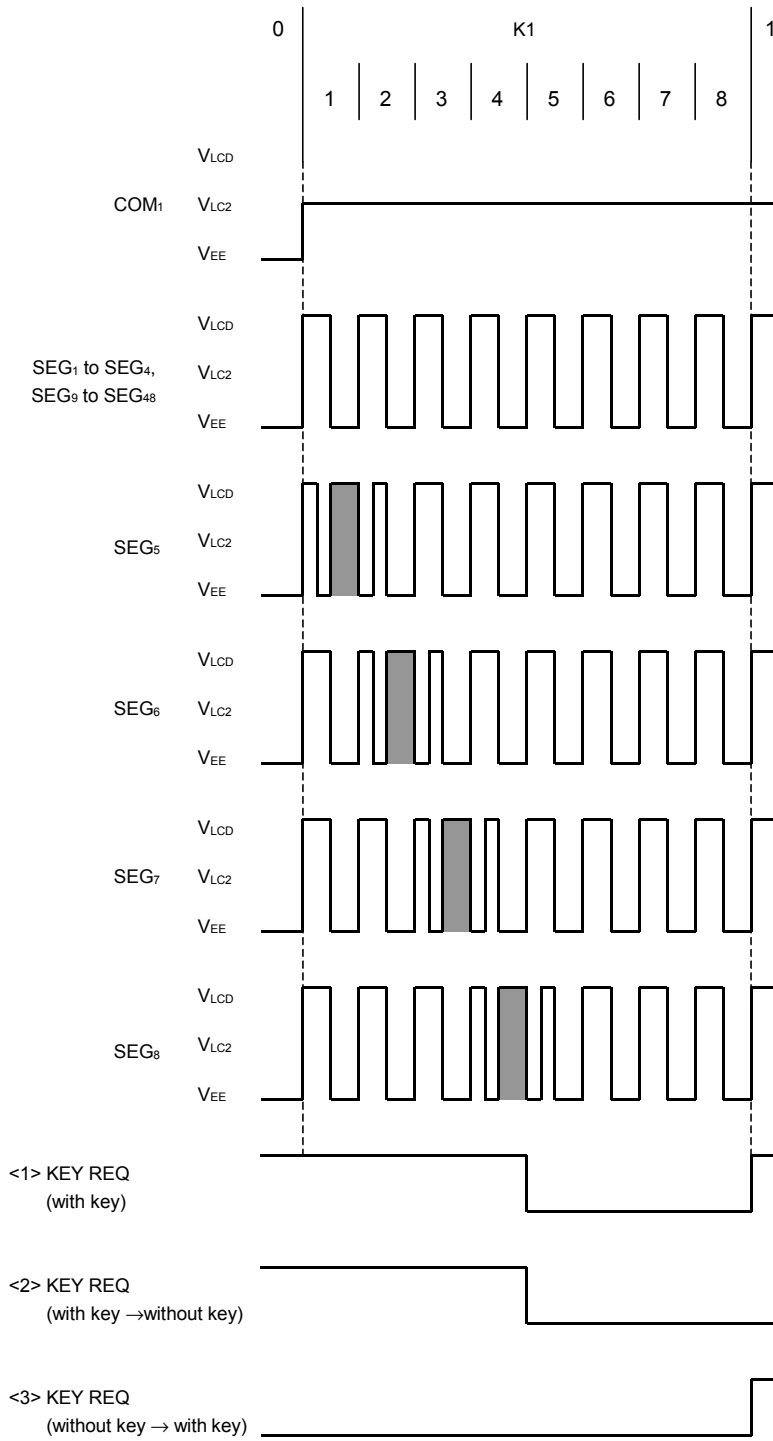 0 K1 1
1 2 3 4 5 6 7 8
VLCD
COM1 VLC2
VEE
VLCD
SEG1 to SEG4,
SEG9 to SEG48
VLC2
VEE
VLCD
SEG5 VLC2
VEE
VLCD
SEG6 VLC2
VEE
VLCD
SEG7 VLC2
VEE
VLCD
SEG8 VLC2
VEE
<1> KEY REQ
(with key)
<2> KEY REQ
(with key →without key)
<3> KEY REQ
(without key → with key)